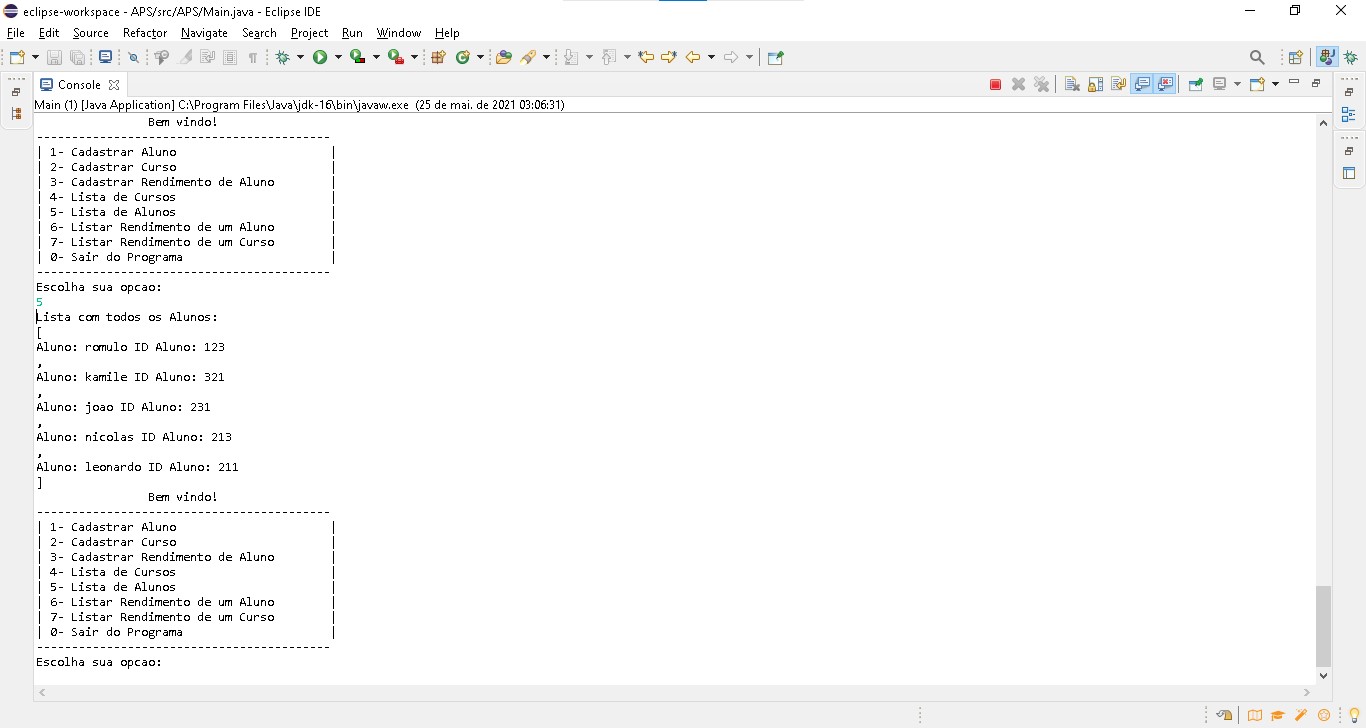 eclipse-workspace - APS/src/APS/Main.java - Eclipse IDE
File Edit Source Refactor Navigate Search Project Run Window Help
Console
Main (1) [Java Application] C:\Program Files\Java\jdk-16\bin\javaw.exe (25 de mai. de 2021 03:06:31)
Bem vindo!
------------------------------------------
| 1- Cadastrar Aluno |
| 2- Cadastrar Curso |
| 3- Cadastrar Rendimento de Aluno |
| 4- Lista de Cursos |
| 5- Lista de Alunos |
| 6- Listar Rendimento de um Aluno |
| 7- Listar Rendimento de um Curso |
| 0- Sair do Programa |
------------------------------------------
Escolha sua opcao:
5
Lista com todos os Alunos:
[
Aluno: romulo ID Aluno: 123
,
Aluno: kamile ID Aluno: 321
,
Aluno: joao ID Aluno: 231
,
Aluno: nicolas ID Aluno: 213
,
Aluno: leonardo ID Aluno: 211
]
Bem vindo!
------------------------------------------
| 1- Cadastrar Aluno |
| 2- Cadastrar Curso |
| 3- Cadastrar Rendimento de Aluno |
| 4- Lista de Cursos |
| 5- Lista de Alunos |
| 6- Listar Rendimento de um Aluno |
| 7- Listar Rendimento de um Curso |
| 0- Sair do Programa |
------------------------------------------
Escolha sua opcao: